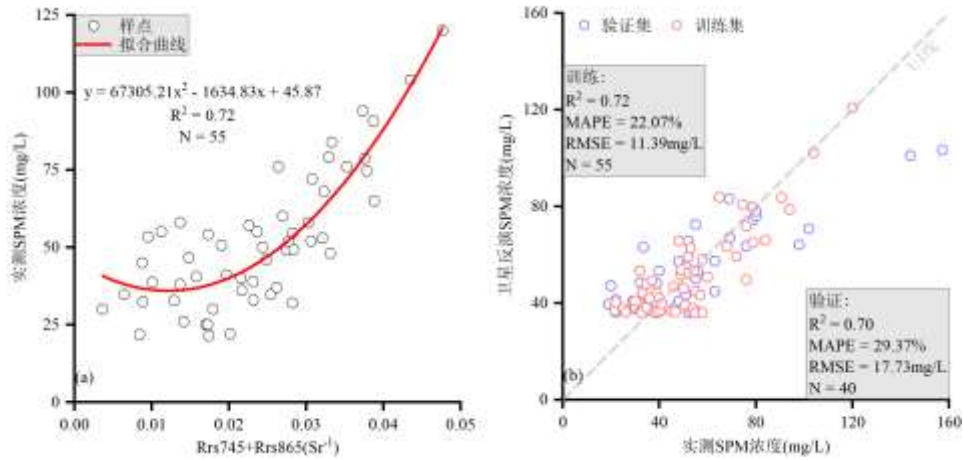 样点
拟合曲线
y = 67305.21x² - 1634.83x + 45.87
R² = 0.72
N = 55
实测SPM浓度(mg/L)
125
100
75
50
25
0
(a)
0.00 0.01 0.02 0.03 0.04 0.05
Rrs745+Rrs865(Sr⁻¹)
验证集 训练集
训练:
R² = 0.72
MAPE = 22.07%
RMSE = 11.39mg/L
N = 55
验证:
R² = 0.70
MAPE = 29.37%
RMSE = 17.73mg/L
N = 40
卫星反演SPM浓度(mg/L)
160
120
80
40
0
(b)
0 40 80 120 160
实测SPM浓度(mg/L)